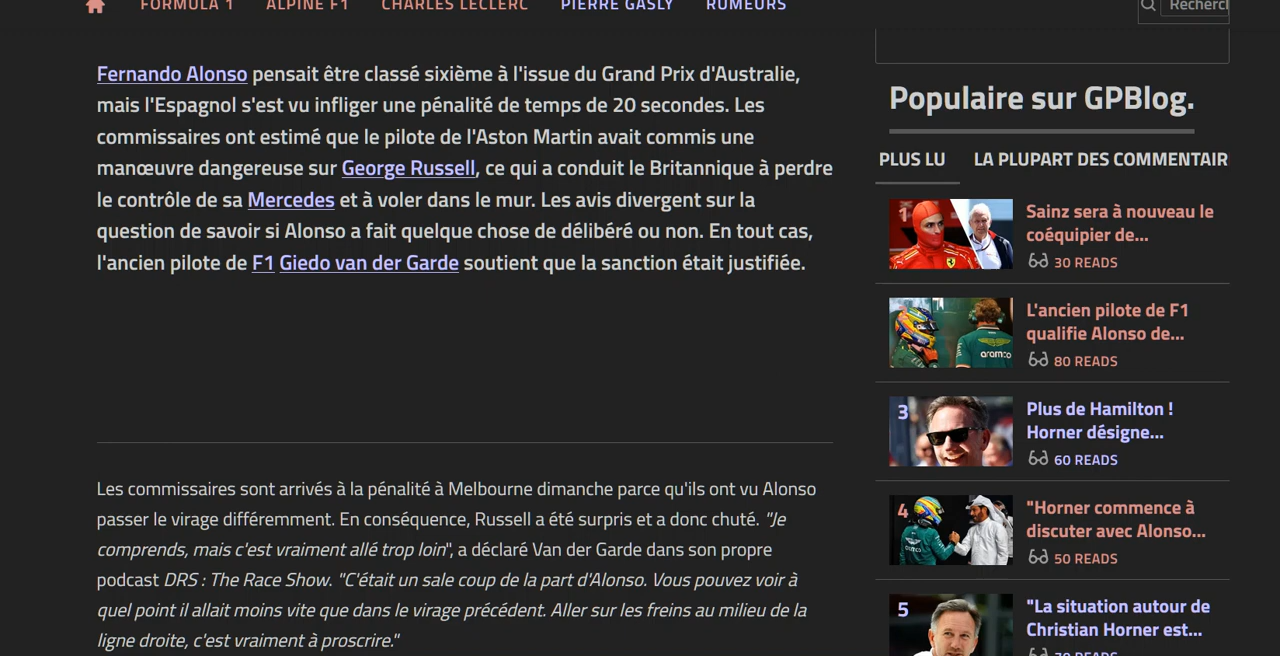 FORMULA 1 ALPINE F1 CHARLES LECLERC PIERRE GASLY RUMEURS
Recherc
Fernando Alonso pensait être classé sixième à l'issue du Grand Prix d'Australie,
mais l'Espagnol s'est vu infliger une pénalité de temps de 20 secondes. Les
commissaires ont estimé que le pilote de l'Aston Martin avait commis une
manœuvre dangereuse sur George Russell, ce qui a conduit le Britannique à perdre
le contrôle de sa Mercedes et à voler dans le mur. Les avis divergent sur la
question de savoir si Alonso a fait quelque chose de délibéré ou non. En tout cas,
l'ancien pilote de F1 Giedo van der Garde soutient que la sanction était justifiée.
Les commissaires sont arrivés à la pénalité à Melbourne dimanche parce qu'ils ont vu Alonso
passer le virage différemment. En conséquence, Russell a été surpris et a donc chuté. "Je
comprends, mais c'est vraiment allé trop loin", a déclaré Van der Garde dans son propre
podcast DRS : The Race Show. "C'était un sale coup de la part d'Alonso. Vous pouvez voir à
quel point il allait moins vite que dans le virage précédent. Aller sur les freins au milieu de la
ligne droite, c'est vraiment à proscrire."
Populaire sur GPBlog.
PLUS LU LA PLUPART DES COMMENTAIR
1
Sainz sera à nouveau le
coéquipier de...
30 READS
L'ancien pilote de F1
qualifie Alonso de...
aramco
80 READS
3
Plus de Hamilton !
Horner désigne...
60 READS
4
"Horner commence à
discuter avec Alonso...
50 READS
5
"La situation autour de
Christian Horner est...
70 READS